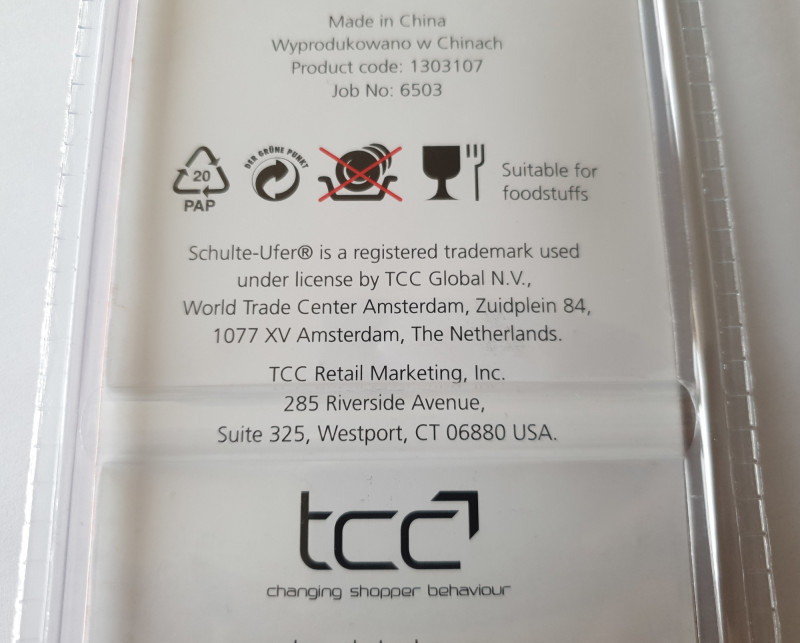 Made in China
Wyprodukowano w Chinach
Product code: 1303107
Job No: 6503
20
PAP
DER GRÜNE PUNKT
Suitable for
foodstuffs
Schulte-Ufer® is a registered trademark used
under license by TCC Global N.V.,
World Trade Center Amsterdam, Zuidplein 84,
1077 XV Amsterdam, The Netherlands.
TCC Retail Marketing, Inc.
285 Riverside Avenue,
Suite 325, Westport, CT 06880 USA.
tcc
changing shopper behaviour